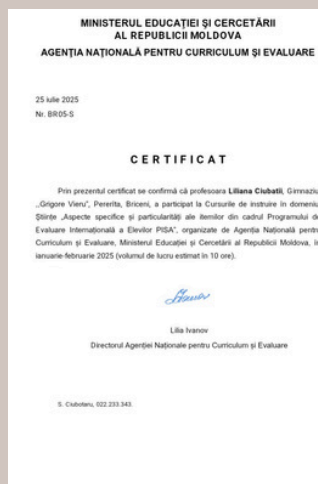 MINISTERUL EDUCAȚIEI ȘI CERCETĂRII
AL REPUBLICII MOLDOVA
AGENȚIA NAȚIONALĂ PENTRU CURRICULUM ȘI EVALUARE
25 iulie 2025
Nr. BR05-S
CERTIFICAT
Prin prezentul certificat se confirmă că profesoara Liliana Ciubatîi, Gimnaziu
,,Grigore Vieru", Pererîta, Briceni, a participat la Cursurile de instruire în domeniu
Științe „Aspecte specifice și particularități ale itemilor din cadrul Programului de
Evaluare Internațională a Elevilor PISA", organizate de Agenția Națională pentru
Curriculum și Evaluare, Ministerul Educației și Cercetării al Republicii Moldova, în
ianuarie-februarie 2025 (volumul de lucru estimat în 10 ore).
Lilia Ivanov
Directorul Agenției Naționale pentru Curriculum și Evaluare
S. Ciubotaru, 022.233.343.